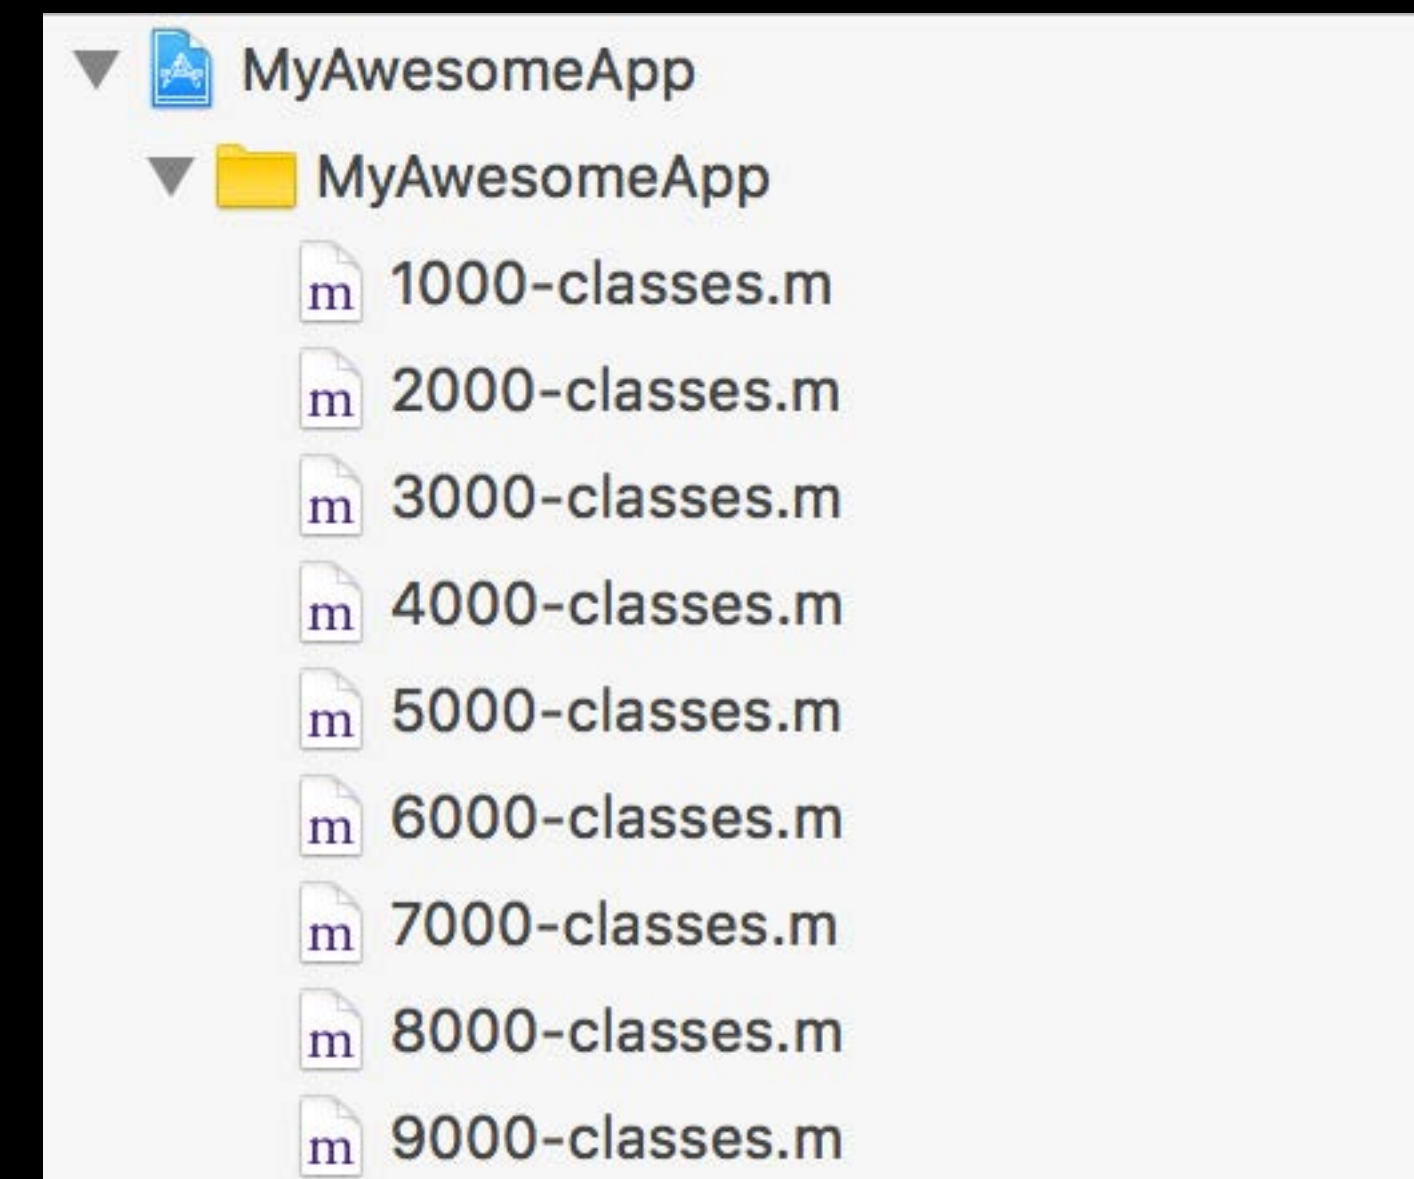 MyAwesomeApp
MyAwesomeApp
m 1000-classes.m
m 2000-classes.m
m 3000-classes.m
m 4000-classes.m
m 5000-classes.m
m 6000-classes.m
m 7000-classes.m
m 8000-classes.m
m 9000-classes.m